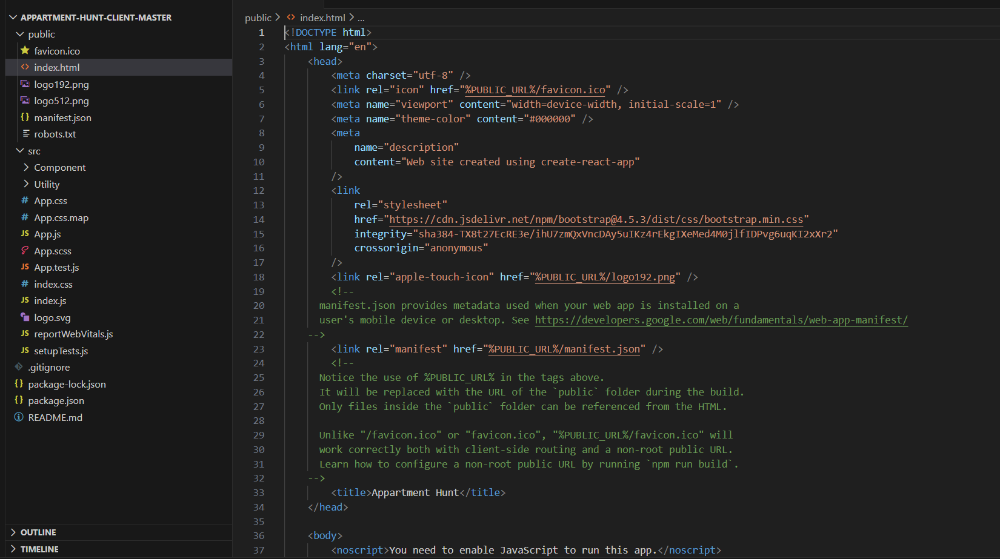 APPARTMENT-HUNT-CLIENT-MASTER
public
favicon.ico
<> index.html
logo192.png
logo512.png
{} manifest.json
robots.txt
src
Component
Utility
# App.css
# App.css.map
JS App.js
App.scss
JS App.test.js
# index.css
JS index.js
logo.svg
JS reportWebVitals.js
JS setupTests.js
.gitignore
{} package-lock.json
{} package.json
README.md
OUTLINE
TIMELINE
public > <> index.html > ...
1 <!DOCTYPE html>
2 <html lang="en">
3 <head>
4 <meta charset="utf-8" />
5 <link rel="icon" href="%PUBLIC_URL%/favicon.ico" />
6 <meta name="viewport" content="width=device-width, initial-scale=1" />
7 <meta name="theme-color" content="#000000" />
8 <meta
9 name="description"
10 content="Web site created using create-react-app"
11 />
12 <link
13 rel="stylesheet"
14 href="https://cdn.jsdelivr.net/npm/bootstrap@4.5.3/dist/css/bootstrap.min.css"
15 integrity="sha384-TX8t27EcRE3e/ihU7zmQxVncDAy5uIKz4rEkgIXeMed4M0jlfIDPvg6uqKI2xXr2"
16 crossorigin="anonymous"
17 />
18 <link rel="apple-touch-icon" href="%PUBLIC_URL%/logo192.png" />
19 <!--
20 manifest.json provides metadata used when your web app is installed on a
21 user's mobile device or desktop. See https://developers.google.com/web/fundamentals/web-app-manifest/
22 -->
23 <link rel="manifest" href="%PUBLIC_URL%/manifest.json" />
24 <!--
25 Notice the use of %PUBLIC_URL% in the tags above.
26 It will be replaced with the URL of the `public` folder during the build.
27 Only files inside the `public` folder can be referenced from the HTML.
28
29 Unlike "/favicon.ico" or "favicon.ico", "%PUBLIC_URL%/favicon.ico" will
30 work correctly both with client-side routing and a non-root public URL.
31 Learn how to configure a non-root public URL by running `npm run build`.
32 -->
33 <title>Appartment Hunt</title>
34 </head>
35
36 <body>
37 <noscript>You need to enable JavaScript to run this app.</noscript>